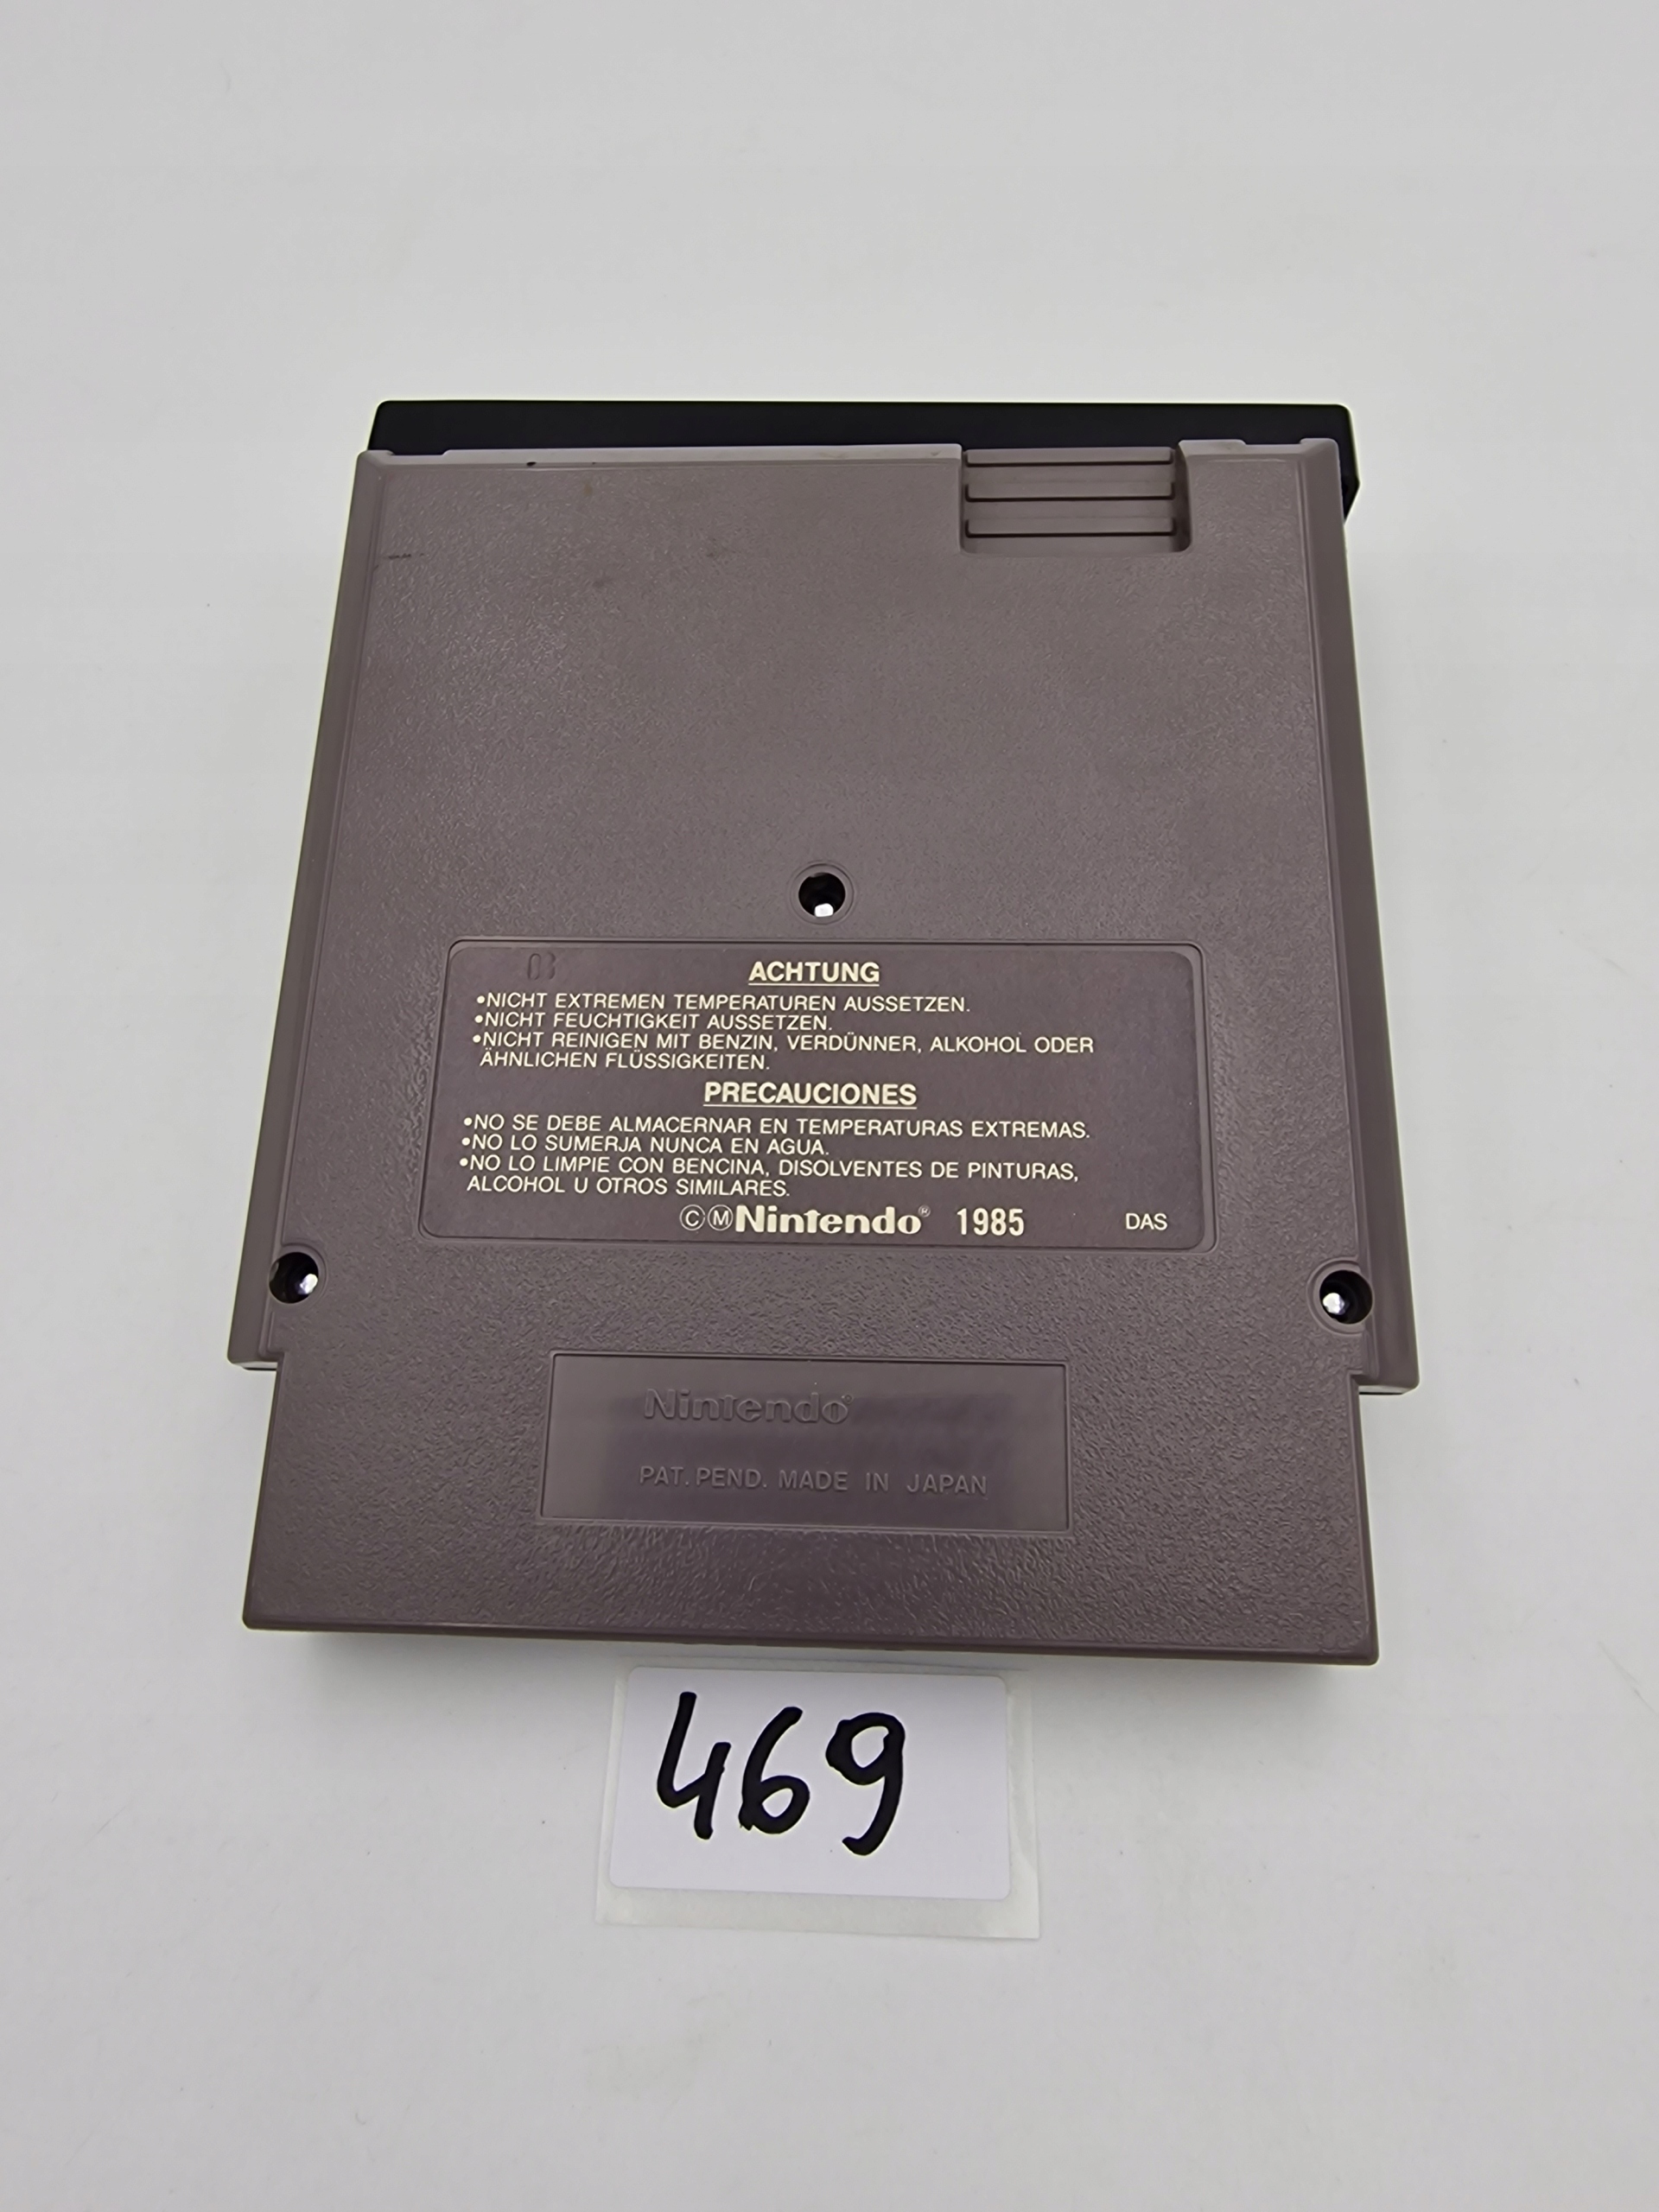 03
ACHTUNG
•NICHT EXTREMEN TEMPERATUREN AUSSETZEN.
•NICHT FEUCHTIGKEIT AUSSETZEN.
•NICHT REINIGEN MIT BENZIN, VERDÜNNER, ALKOHOL ODER
ÄHNLICHEN FLÜSSIGKEITEN.
PRECAUCIONES
•NO SE DEBE ALMACERNAR EN TEMPERATURAS EXTREMAS.
•NO LO SUMERJA NUNCA EN AGUA.
•NO LO LIMPIE CON BENCINA, DISOLVENTES DE PINTURAS,
ALCOHOL U OTROS SIMILARES.
ⒸⓂNintendo® 1985 DAS
Nintendo®
PAT. PEND. MADE IN JAPAN
469